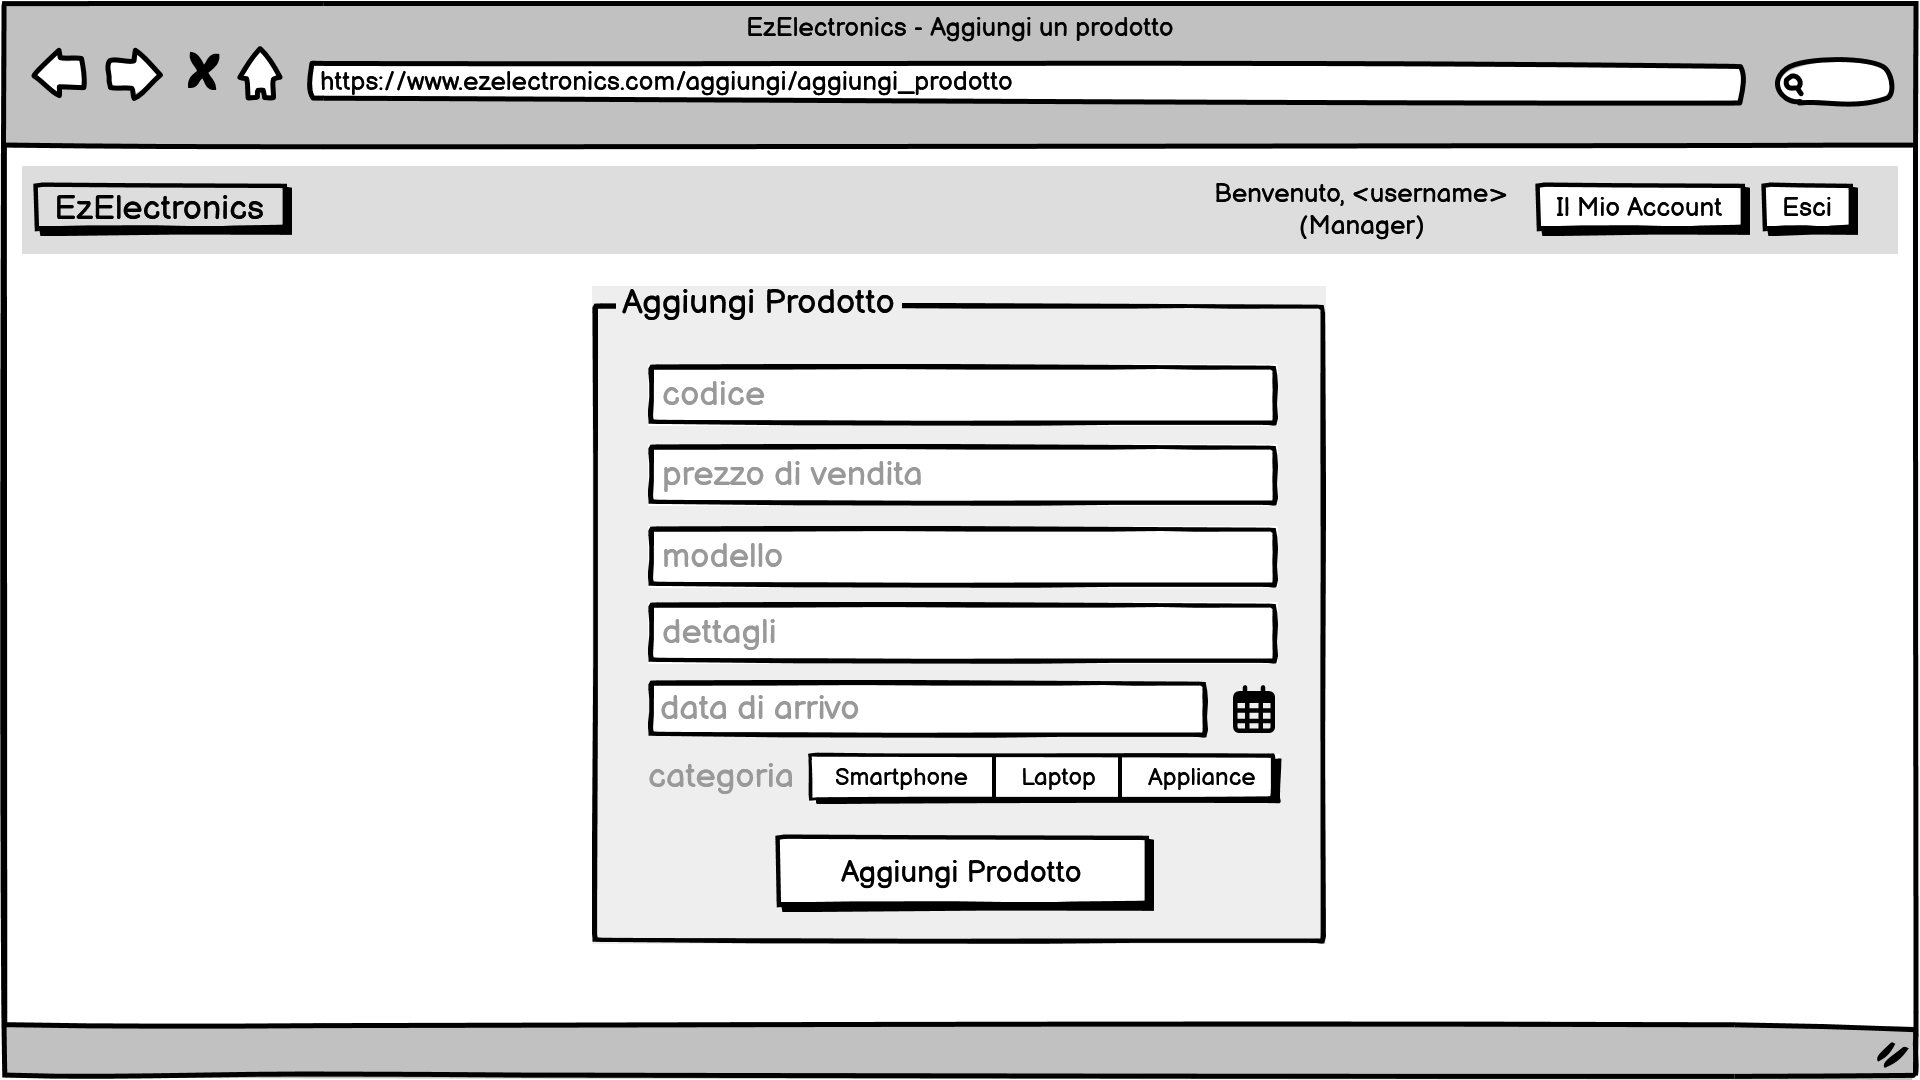 EzElectronics - Aggiungi un prodotto
https://www.ezelectronics.com/aggiungi/aggiungi_prodotto
EzElectronics
Benvenuto, <username>
(Manager)
Il Mio Account
Esci
Aggiungi Prodotto
codice
prezzo di vendita
modello
dettagli
data di arrivo
categoria Smartphone Laptop Appliance
Aggiungi Prodotto